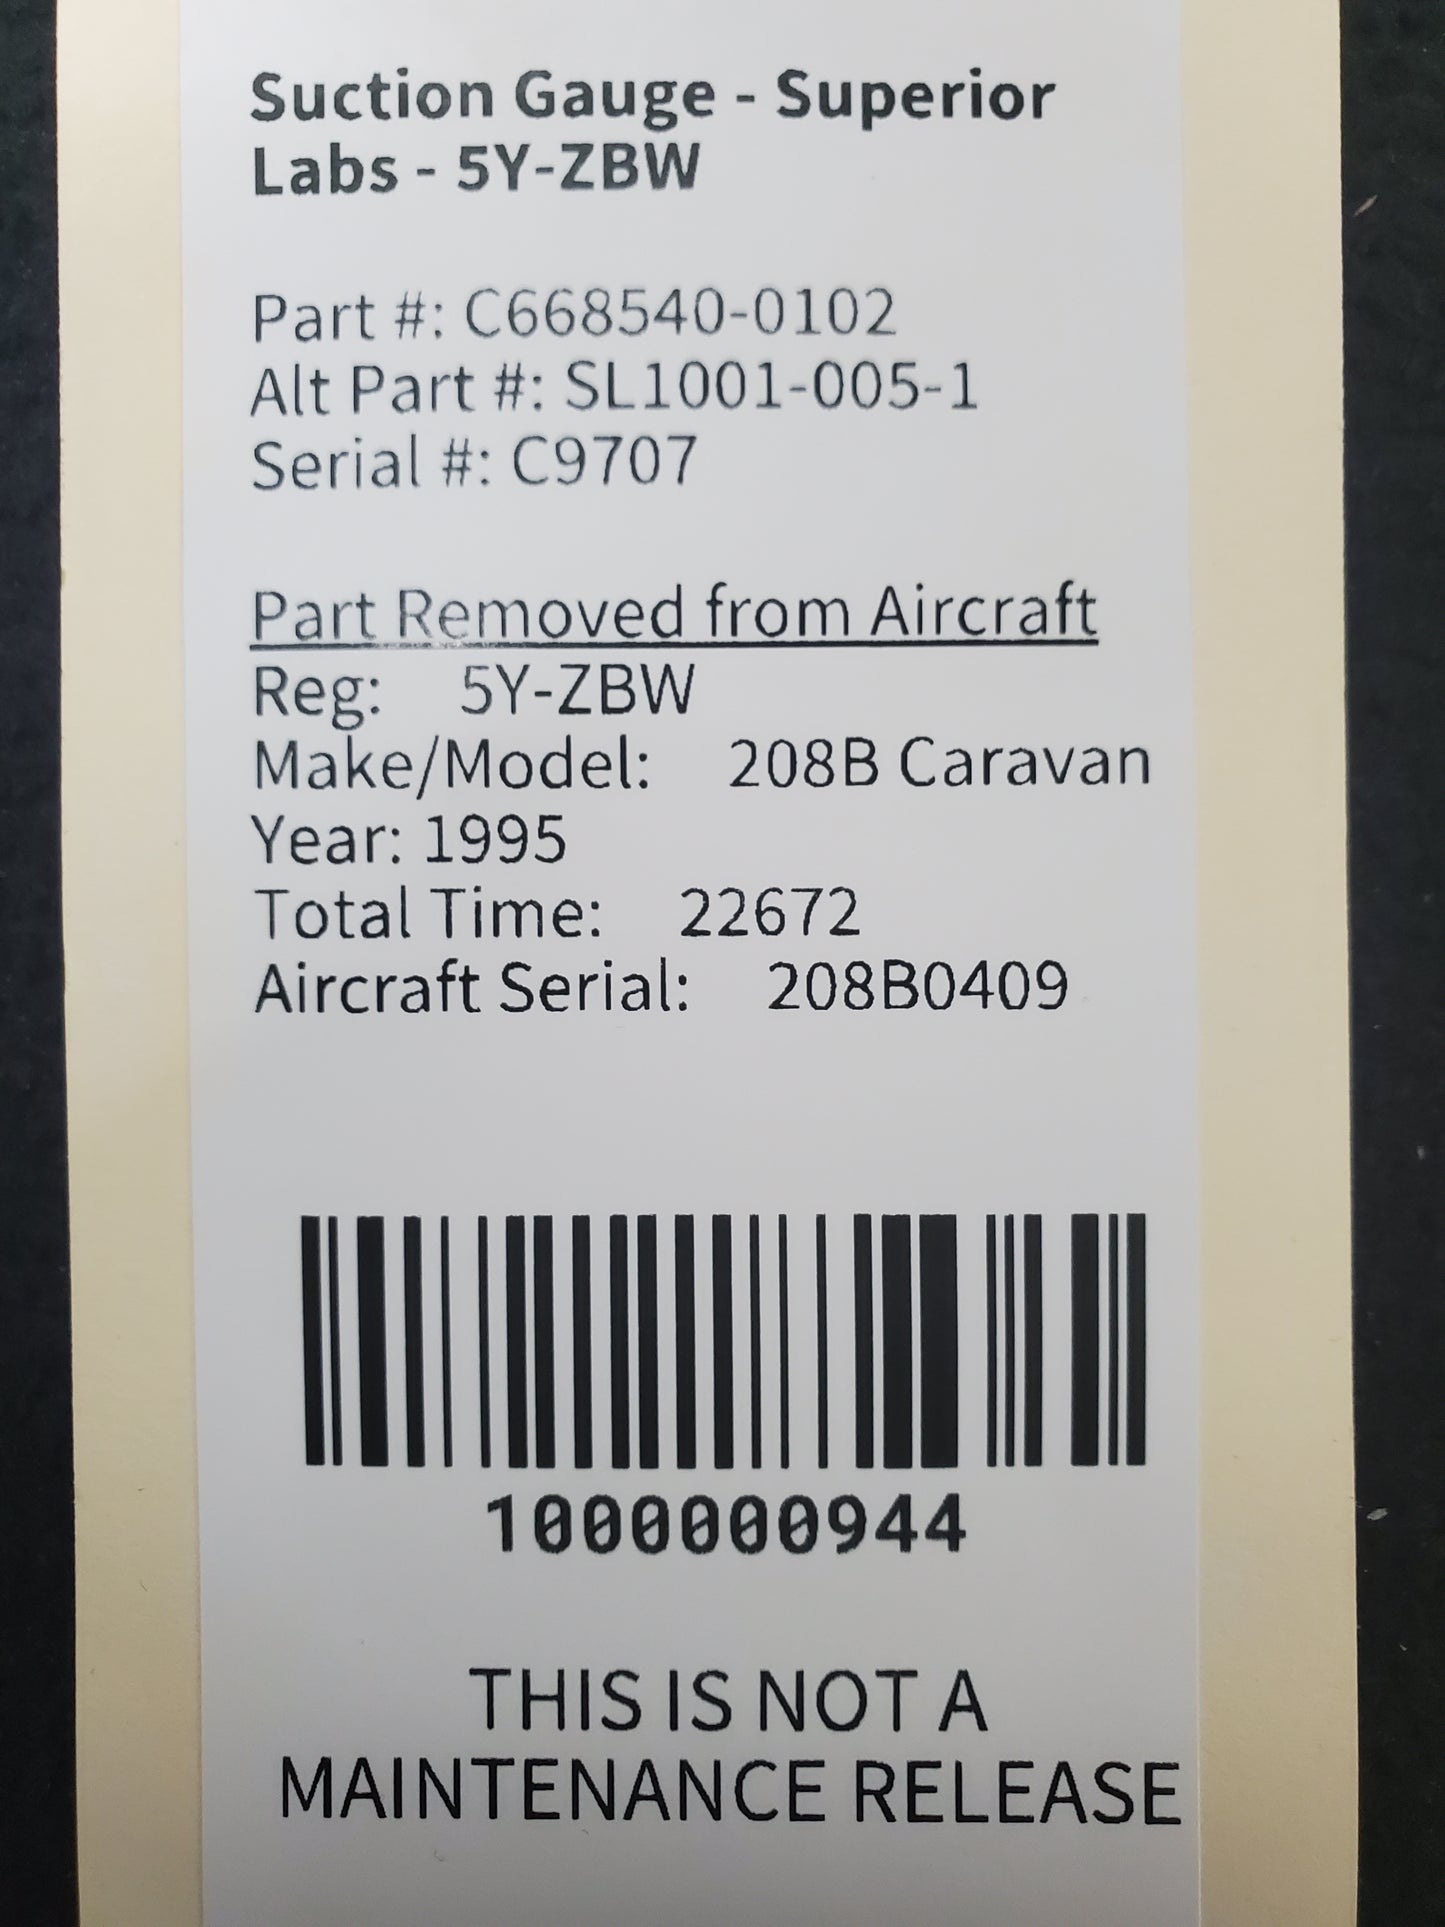 Suction Gauge - Superior
Labs - 5Y-ZBW
Part #: C668540-0102
Alt Part #: SL1001-005-1
Serial #: C9707
Part Removed from Aircraft
Reg: 5Y-ZBW
Make/Model: 208B Caravan
Year: 1995
Total Time: 22672
Aircraft Serial: 208B0409
1000000944
THIS IS NOT A
MAINTENANCE RELEASE